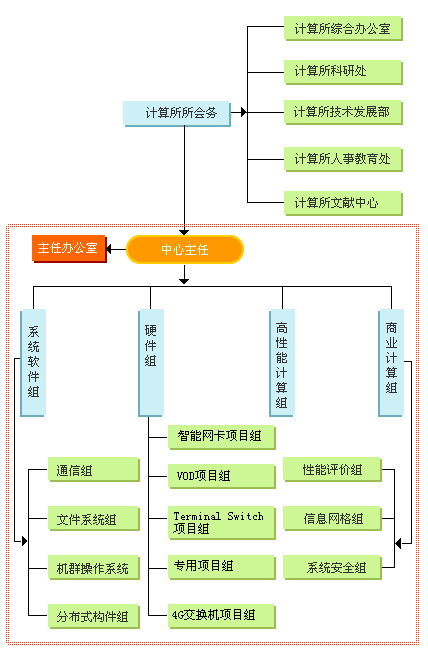 计算所综合办公室
计算所科研处
计算所所会务
计算所技术发展部
计算所人事教育处
计算所文献中心
主任办公室
中心主任
系统软件组
硬件组
高性能计算组
商业计算组
智能网卡项目组
VOD项目组
Terminal Switch
项目组
专用项目组
4G交换机项目组
通信组
文件系统组
机群操作系统
分布式构件组
性能评价组
信息网格组
系统安全组